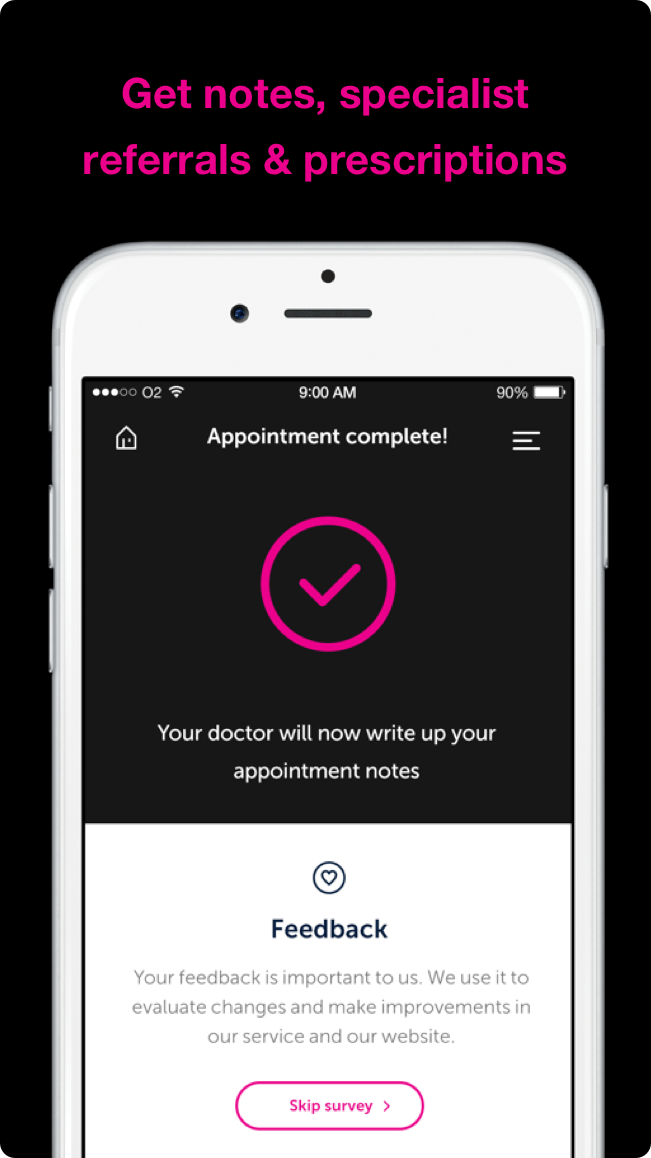 Get notes, specialist
referrals & prescriptions
O2 9:00 AM 90%
Appointment complete!
Your doctor will now write up your
appointment notes
Feedback
Your feedback is important to us. We use it to
evaluate changes and make improvements in
our service and our website.
Skip survey